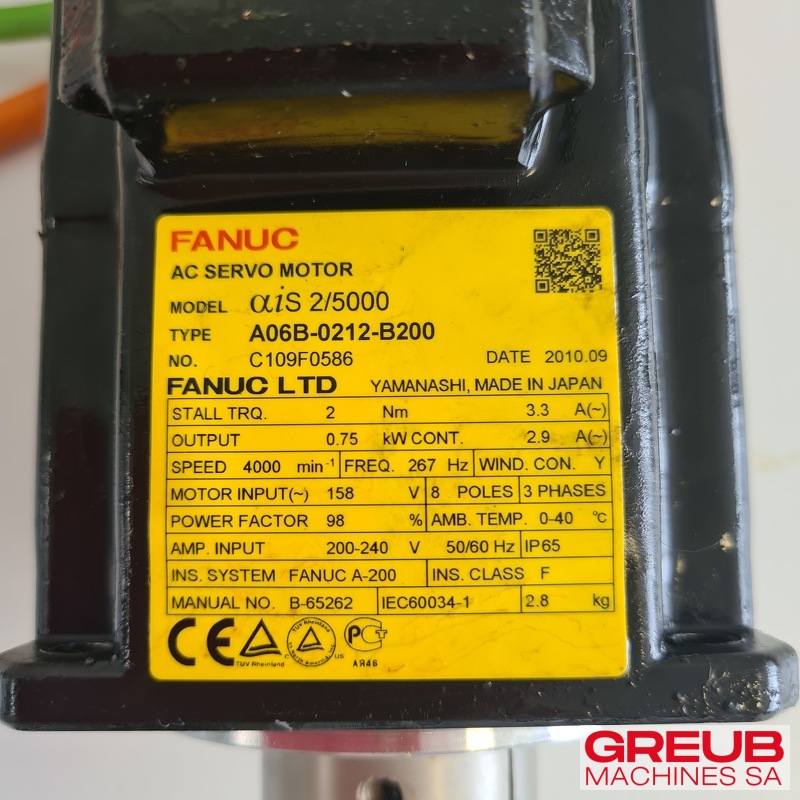 FANUC
AC SERVO MOTOR
MODEL αiS 2/5000
TYPE A06B-0212-B200
NO. C109F0586 DATE 2010.09
FANUC LTD YAMANASHI, MADE IN JAPAN
STALL TRQ. 2 Nm 3.3 A(~)
OUTPUT 0.75 kW CONT. 2.9 A(~)
SPEED 4000 min⁻¹ FREQ. 267 Hz WIND. CON. Y
MOTOR INPUT(~) 158 V 8 POLES 3 PHASES
POWER FACTOR 98 % AMB. TEMP. 0-40 ℃
AMP. INPUT 200-240 V 50/60 Hz IP65
INS. SYSTEM FANUC A-200 INS. CLASS F
MANUAL NO. B-65262 IEC60034-1 2.8 kg
CE TÜV Rheinland C US PCT
TUV Rheinland АЯ46
GREUB
MACHINES SA